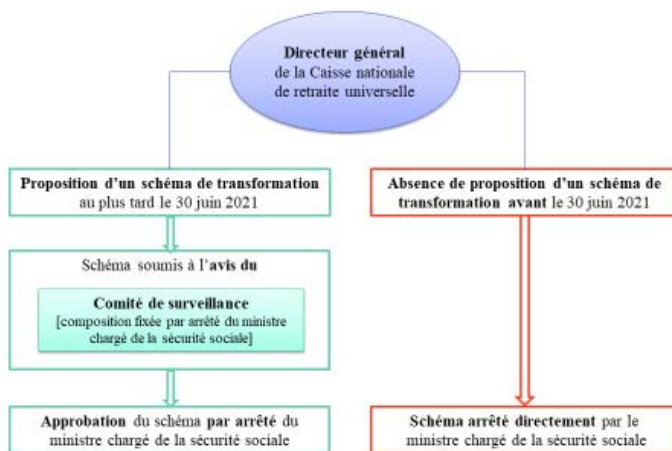 Directeur général
de la Caisse nationale
de retraite universelle
Proposition d'un schéma de transformation
au plus tard le 30 juin 2021
Schéma soumis à l'avis du
Comité de surveillance
[composition fixée par arrêté du ministre
chargé de la sécurité sociale]
Approbation du schéma par arrêté du
ministre chargé de la sécurité sociale
Absence de proposition d'un schéma de
transformation avant le 30 juin 2021
Schéma arrêté directement par le
ministre chargé de la sécurité sociale